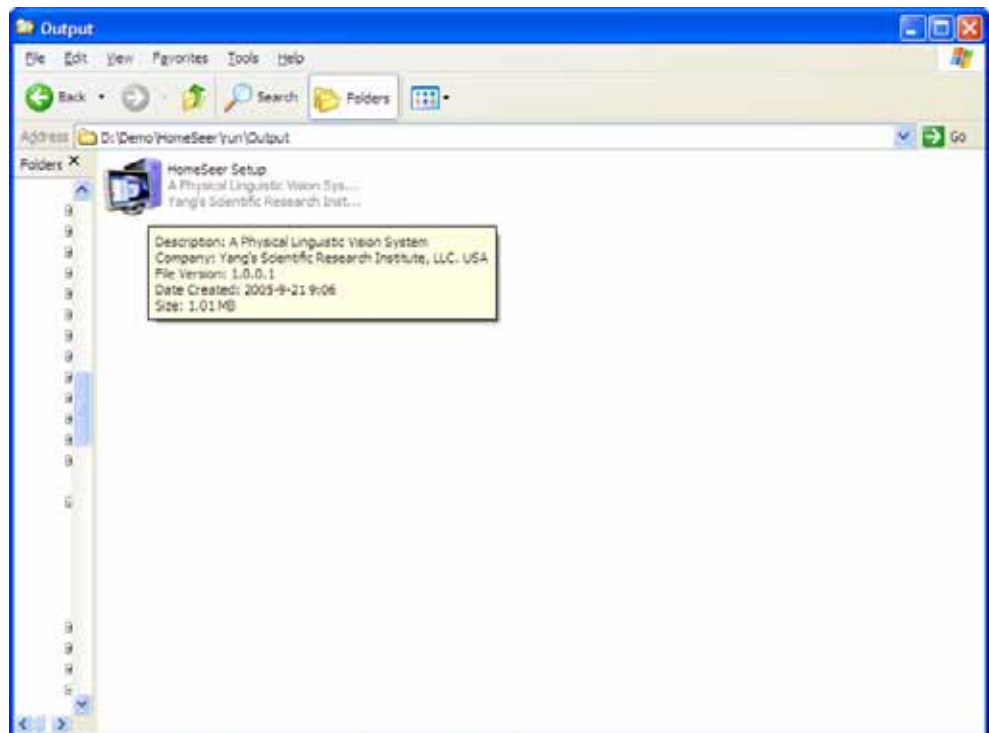 Output
File Edit View Favorites Tools Help
Back Search Folders
Address D:\Demo\HomeSeer\run\Output Go
Folders X
HomeSeer Setup
A Physical Linguistic Vision Sys...
Yang's Scientific Research Inst...
Description: A Physical Linguistic Vision System
Company: Yang's Scientific Research Institute, LLC. USA
File Version: 1.0.0.1
Date Created: 2005-9-21 9:06
Size: 1.01 MB